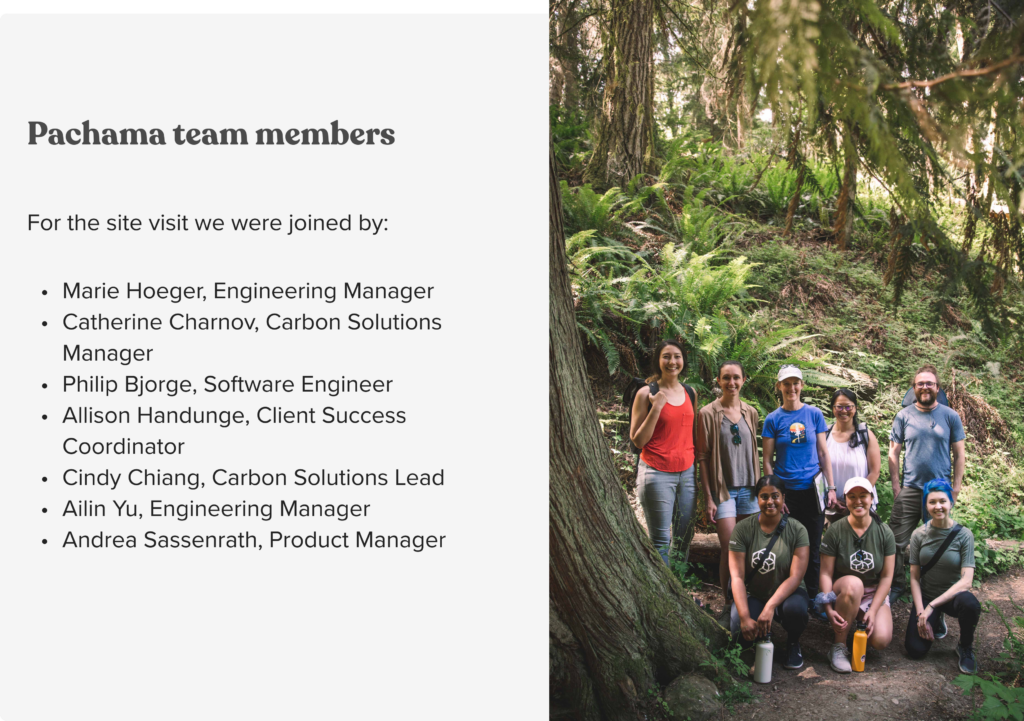 Pachama team members
For the site visit we were joined by:
• Marie Hoeger, Engineering Manager
• Catherine Charnov, Carbon Solutions
Manager
• Philip Bjorge, Software Engineer
• Allison Handunge, Client Success
Coordinator
• Cindy Chiang, Carbon Solutions Lead
• Ailin Yu, Engineering Manager
• Andrea Sassenrath, Product Manager